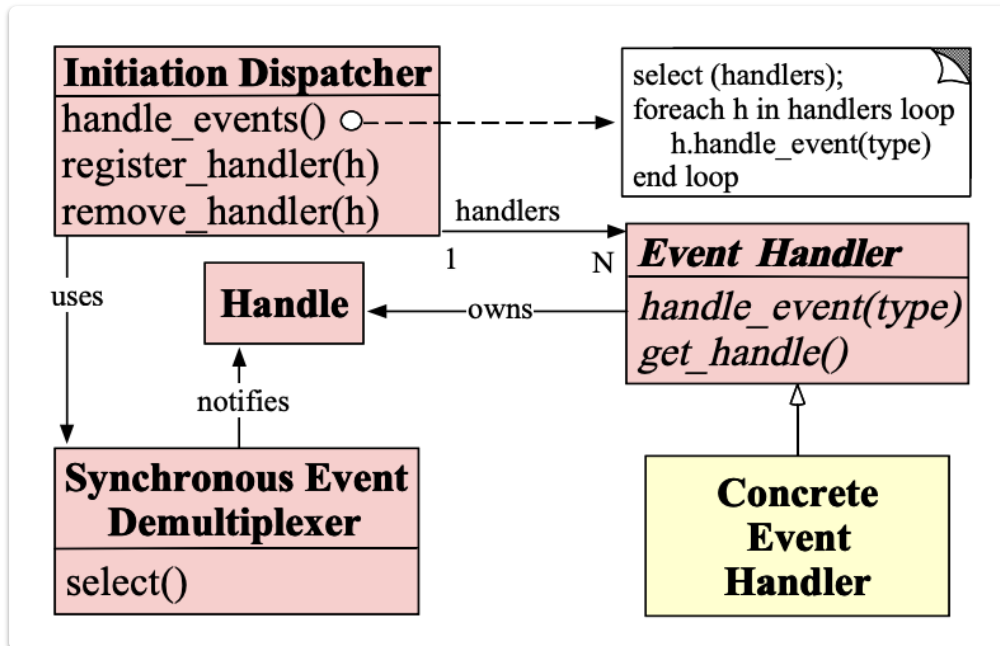 Initiation Dispatcher
handle_events()
register_handler(h)
remove_handler(h)
select (handlers);
foreach h in handlers loop
h.handle_event(type)
end loop
handlers
1
N
Event Handler
handle_event(type)
get_handle()
uses
Handle
owns
notifies
Synchronous Event
Demultiplexer
select()
Concrete
Event
Handler